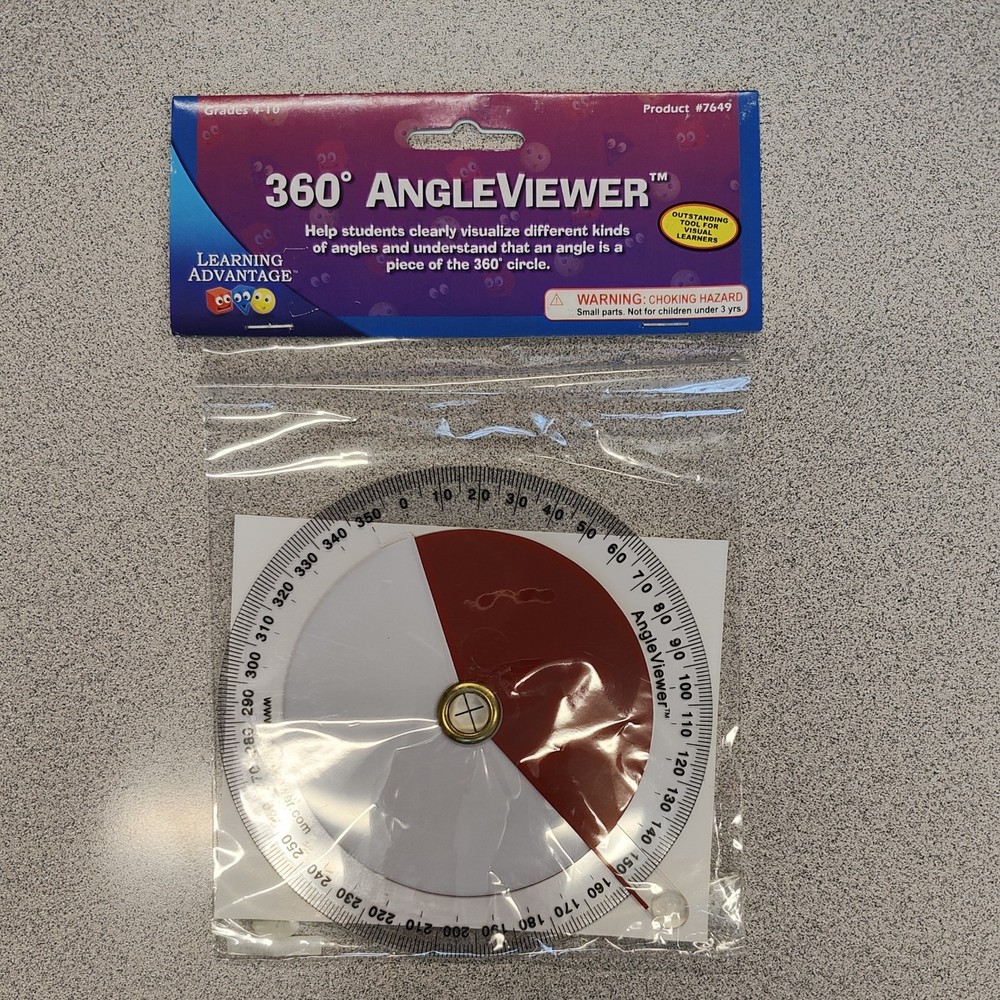 Grades 4-10
Product #7649
360° ANGLEVIEWER™
Help students clearly visualize different kinds
of angles and understand that an angle is a
piece of the 360° circle.
OUTSTANDING
TOOL FOR
VISUAL
LEARNERS
LEARNING
ADVANTAGE™
WARNING: CHOKING HAZARD
Small parts. Not for children under 3 yrs.
0 10 20 30 40 50 60 70 80 90 100 110 120 130 140 150 160 170 180 190 200 210 220 230 240 250 280 290 300 310 320 330 340 350
AngleViewer™